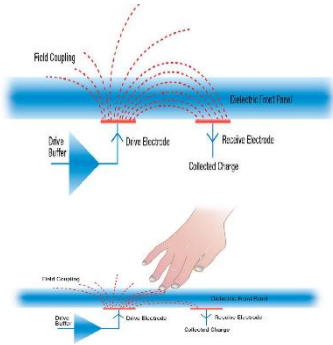 Field Coupling
Dielectric Front Panel
Drive
Buffer
Drive Electrode
Receive Electrode
Collected Charge
Field Coupling
Dielectric Front Panel
Drive
Buffer
Drive Electrode
Receive Electrode
Collected Charge